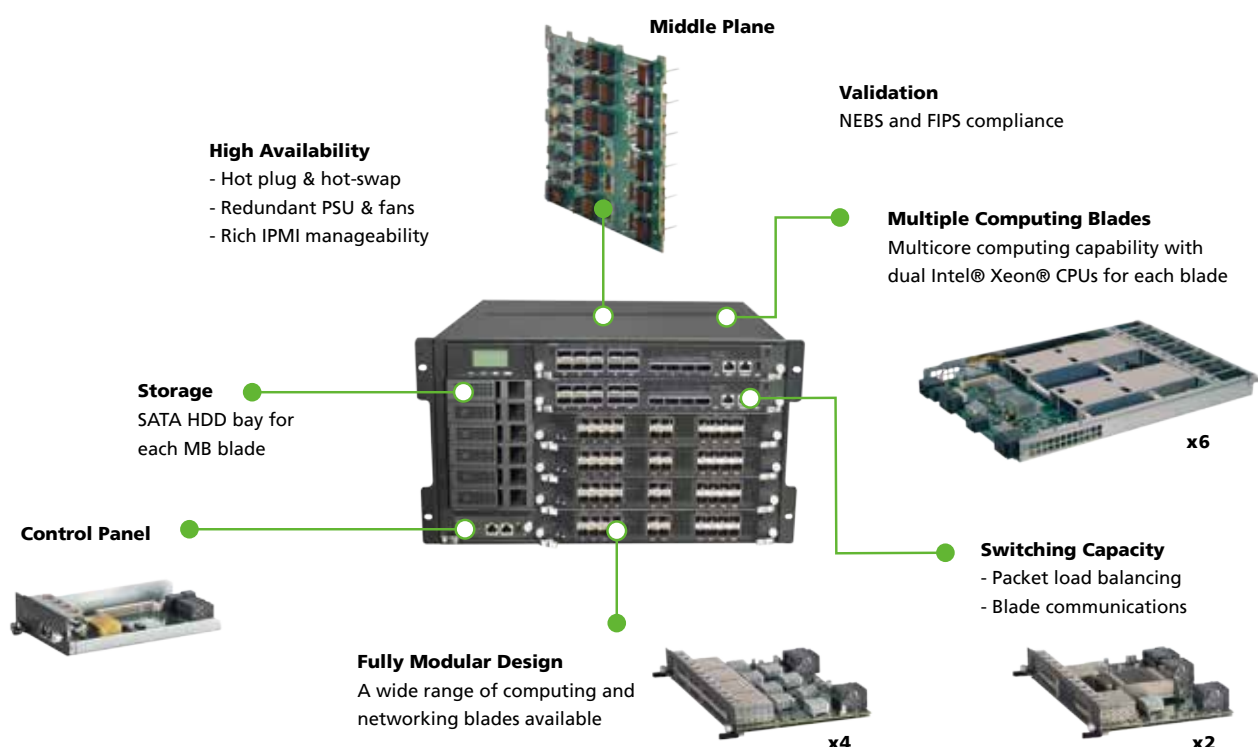 Middle Plane
Validation
NEBS and FIPS compliance
High Availability
- Hot plug & hot-swap
- Redundant PSU & fans
- Rich IPMI manageability
Multiple Computing Blades
Multicore computing capability with
dual Intel® Xeon® CPUs for each blade
x6
Storage
SATA HDD bay for
each MB blade
Control Panel
Switching Capacity
- Packet load balancing
- Blade communications
Fully Modular Design
A wide range of computing and
networking blades available
x4
x2